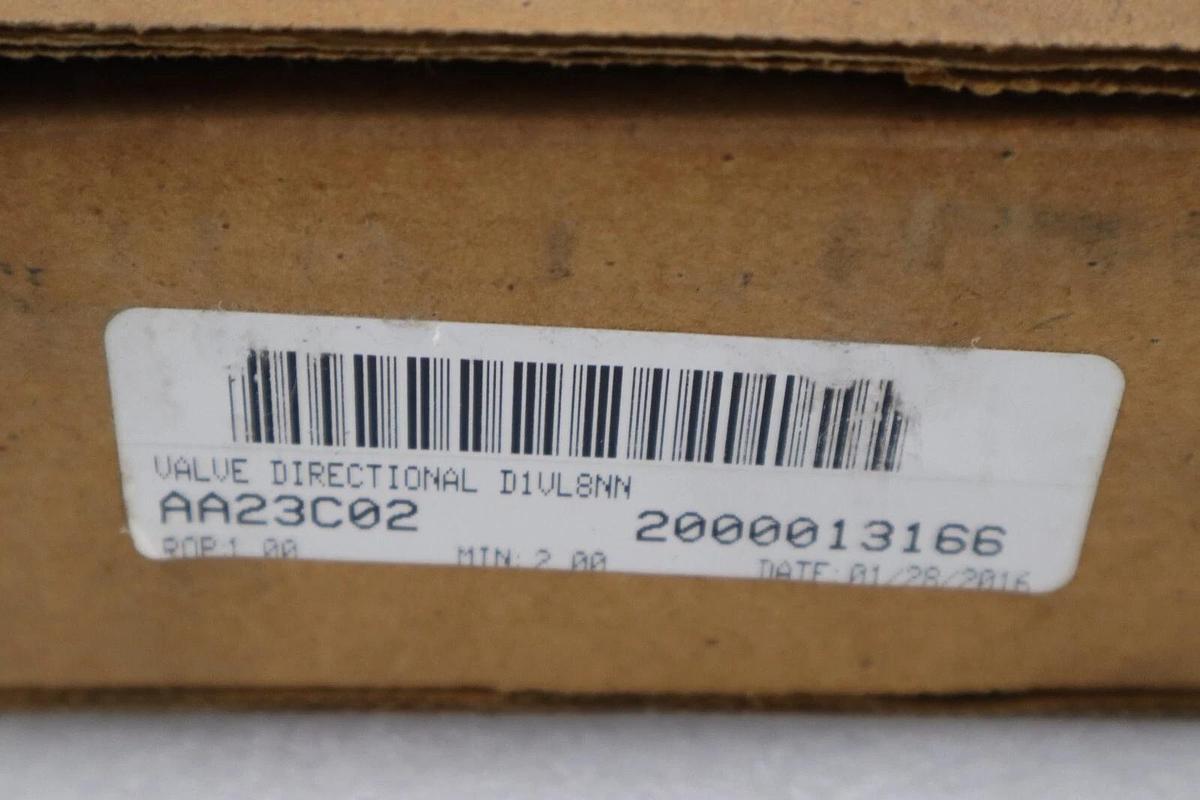 VALVE DIRECTIONAL D1VL8NN
AA23C02 2000013166
ROP:1.00 MIN: 2.00 DATE: 01/28/2016